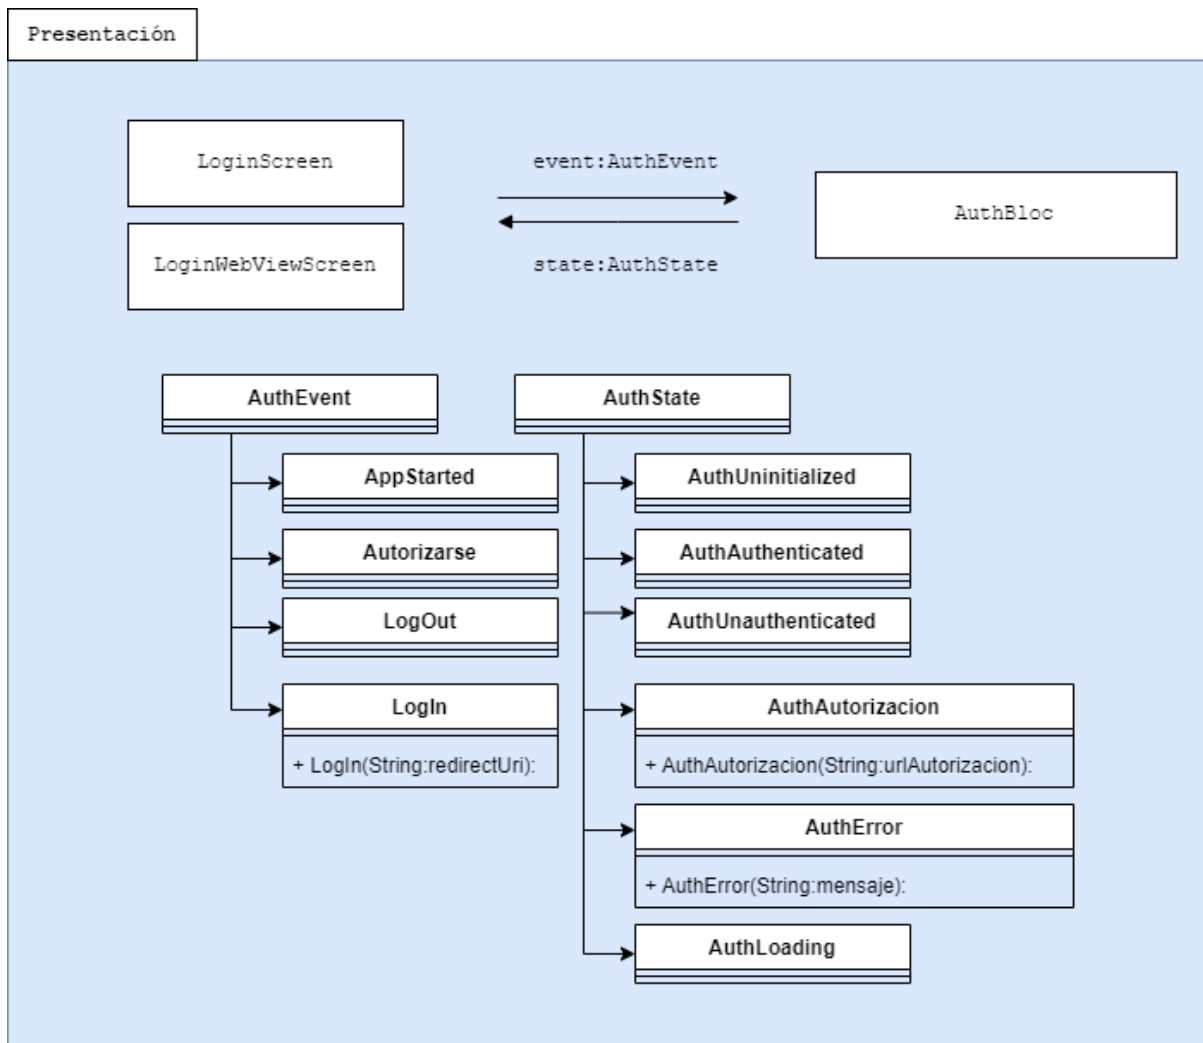 Presentación
LoginScreen
event:AuthEvent
AuthBloc
LoginWebViewScreen
state:AuthState
AuthEvent
AppStarted
Autorizarse
LogOut
LogIn
+ LogIn(String:redirectUri):
AuthState
AuthUninitialized
AuthAuthenticated
AuthUnauthenticated
AuthAutorizacion
+ AuthAutorizacion(String:urlAutorizacion):
AuthError
+ AuthError(String:mensaje):
AuthLoading